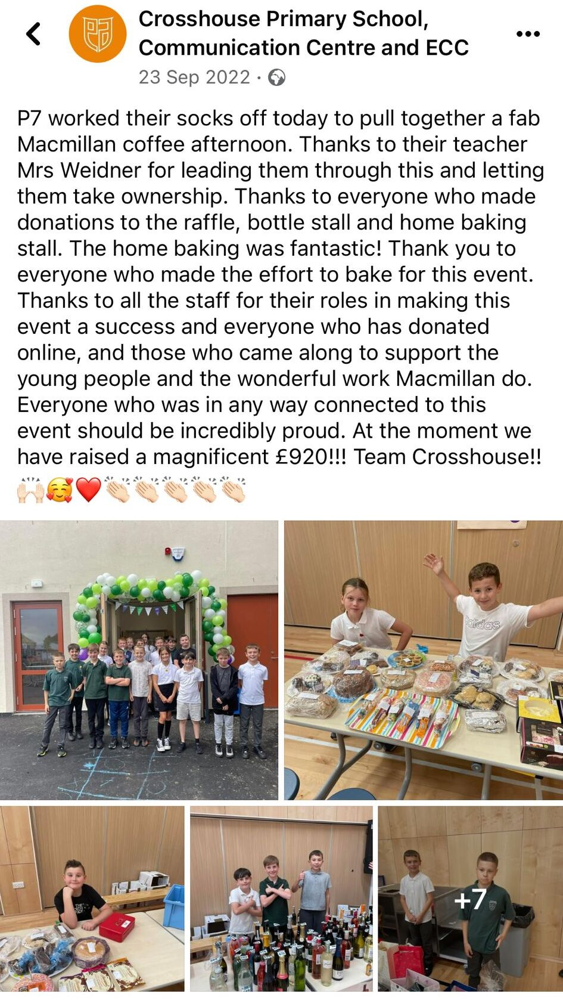 Crosshouse Primary School,
Communication Centre and ECC
23 Sep 2022 ·
P7 worked their socks off today to pull together a fab
Macmillan coffee afternoon. Thanks to their teacher
Mrs Weidner for leading them through this and letting
them take ownership. Thanks to everyone who made
donations to the raffle, bottle stall and home baking
stall. The home baking was fantastic! Thank you to
everyone who made the effort to bake for this event.
Thanks to all the staff for their roles in making this
event a success and everyone who has donated
online, and those who came along to support the
young people and the wonderful work Macmillan do.
Everyone who was in any way connected to this
event should be incredibly proud. At the moment we
have raised a magnificent £920!!! Team Crosshouse!!
🙌🏻🥰❤️👏🏻👏🏻👏🏻👏🏻👏🏻
adidas
+7